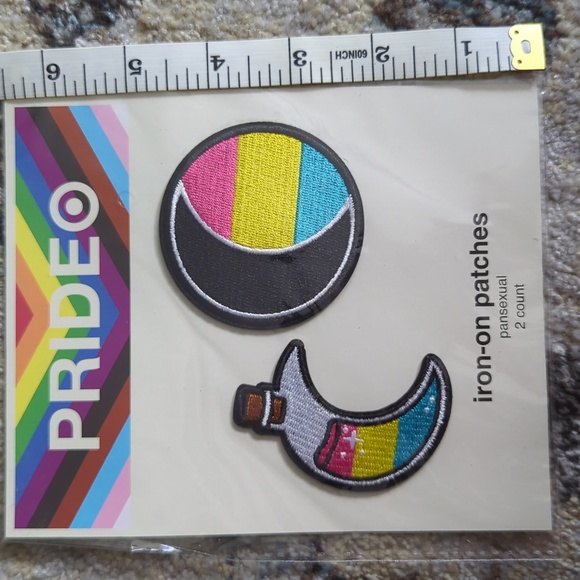 1
2
60INCH
3
4
5
6
PRIDE
iron-on patches
pansexual
2 count